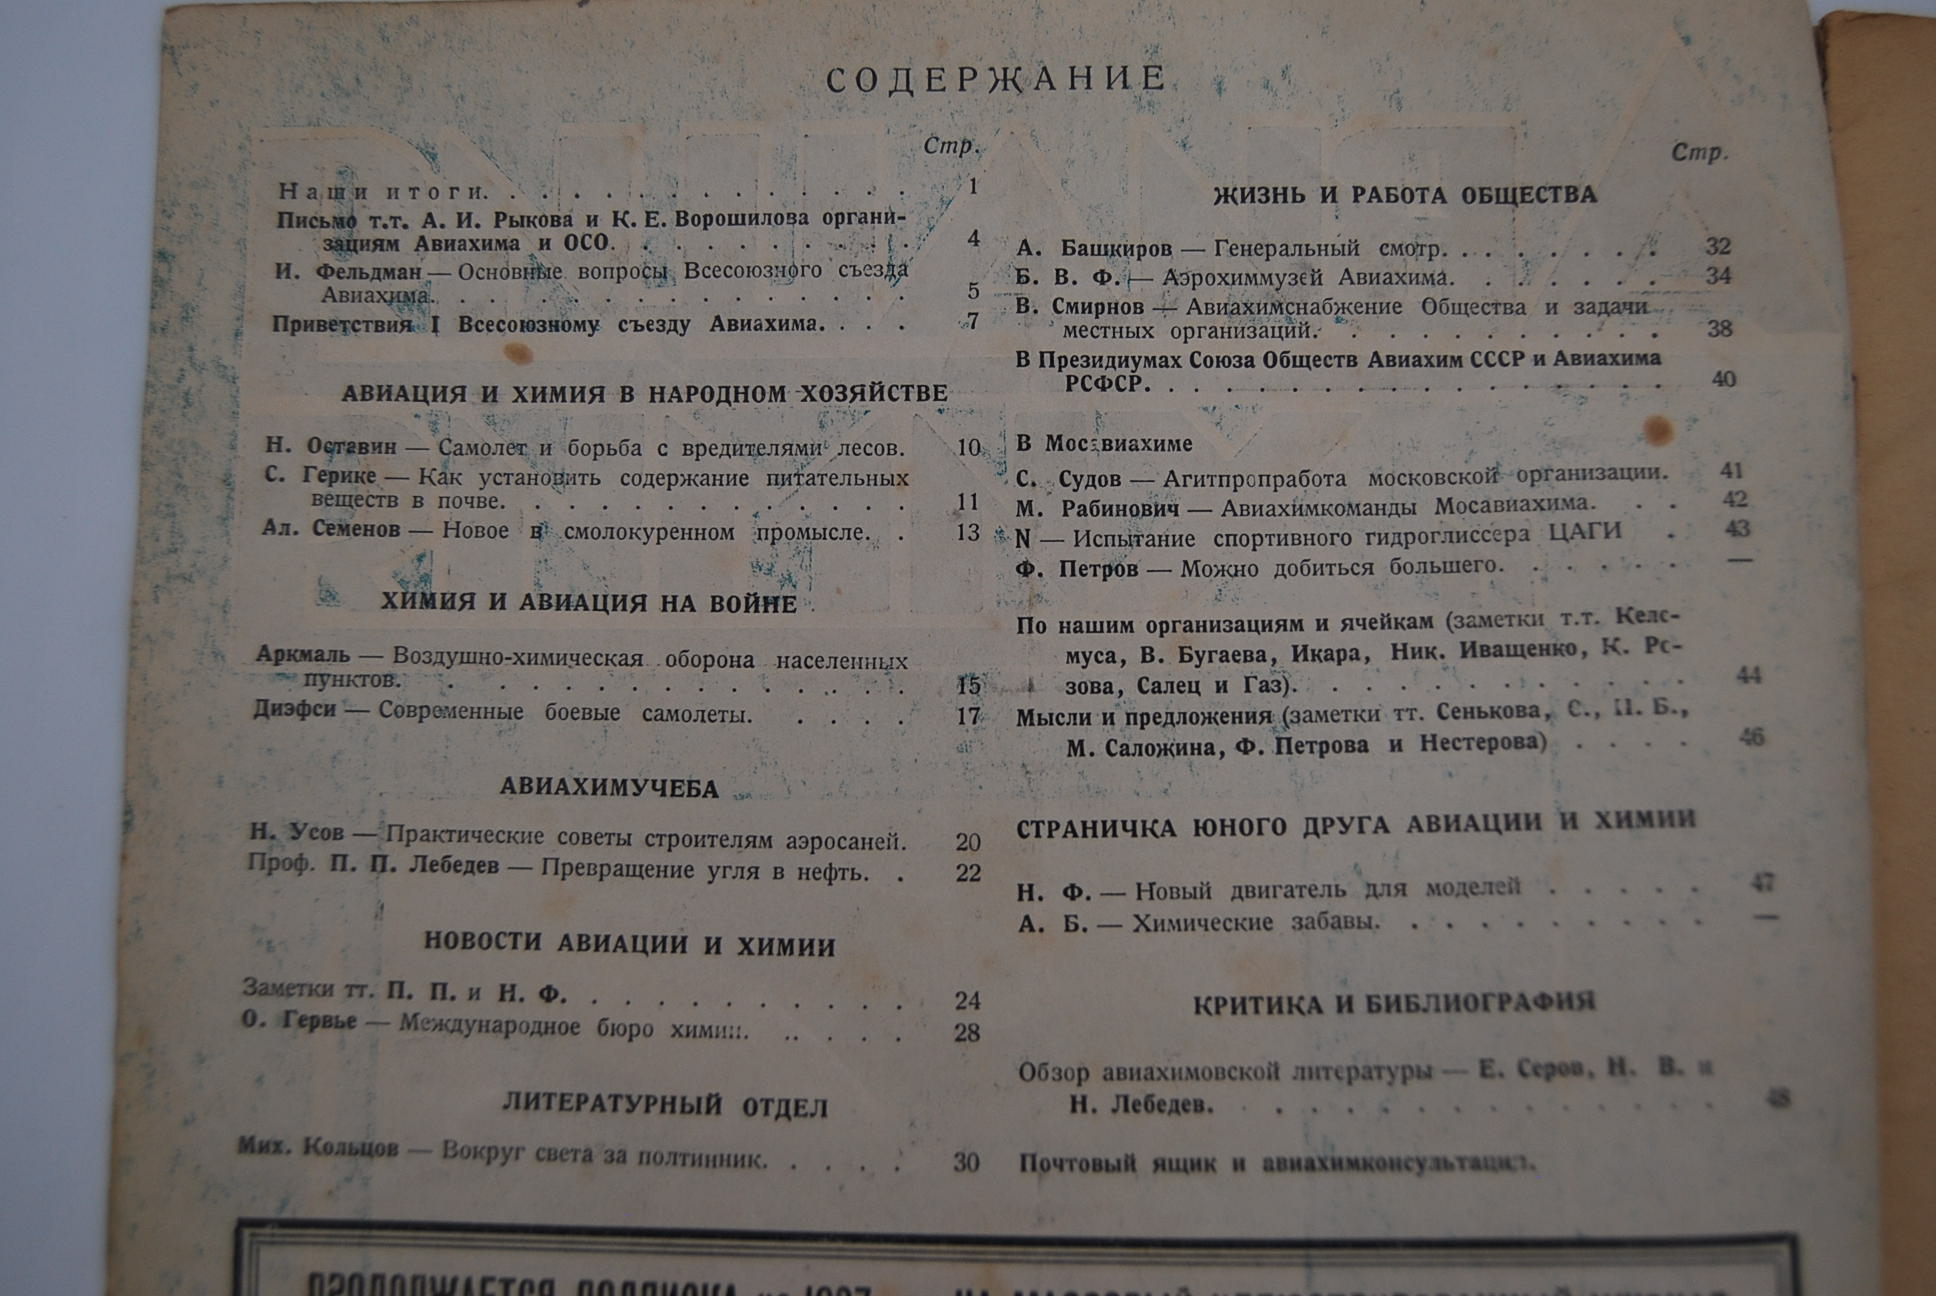 СОДЕРЖАНИЕ
Стр.
Наши итоги. . . . . . . . . . . . . 1
Письмо т.т. А. И. Рыкова и К. Е. Ворошилова органи-
зациям Авиахима и ОСО. . . . . . . . . . 4
И. Фельдман — Основные вопросы Всесоюзного съезда
Авиахима. . . . . . . . . . . . . . 5
Приветствия I Всесоюзному съезду Авиахима. . . . 7
АВИАЦИЯ И ХИМИЯ В НАРОДНОМ ХОЗЯЙСТВЕ
Н. Оставин — Самолет и борьба с вредителями лесов. 10
С. Герике — Как установить содержание питательных
веществ в почве. . . . . . . . . . . . 11
Ал. Семенов — Новое в смолокуренном промысле. . 13
ХИМИЯ И АВИАЦИЯ НА ВОЙНЕ
Аркмаль — Воздушно-химическая оборона населенных
пунктов. . . . . . . . . . . . . . 15
Диэфси — Современные боевые самолеты. . . . . 17
АВИАХИМУЧЕБА
Н. Усов — Практические советы строителям аэросаней. 20
Проф. П. П. Лебедев — Превращение угля в нефть. . 22
НОВОСТИ АВИАЦИИ И ХИМИИ
Заметки тт. П. П. и Н. Ф. . . . . . . . . . 24
О. Гервье — Международное бюро химии. . . . . . 28
ЛИТЕРАТУРНЫЙ ОТДЕЛ
Мих. Кольцов — Вокруг света за полтинник. . . . . 30
Стр.
ЖИЗНЬ И РАБОТА ОБЩЕСТВА
А. Башкиров — Генеральный смотр. . . . . . . . 32
Б. В. Ф. — Аэрохиммузей Авиахима. . . . . . . 34
В. Смирнов — Авиахимснабжение Общества и задачи
местных организаций. . . . . . . . . . 38
В Президиумах Союза Обществ Авиахим СССР и Авиахима
РСФСР. . . . . . . . . . . . . . . . 40
В Мосавиахиме
С. Судов — Агитпропработа московской организации. 41
М. Рабинович — Авиахимкоманды Мосавиахима. . . 42
N — Испытание спортивного гидроглиссера ЦАГИ . 43
Ф. Петров — Можно добиться большего. . . . . . —
По нашим организациям и ячейкам (заметки т.т.
муса, В. Бугаева, Икара, Ник. Иващенко, К.
зова, Салец и Газ). . . . . . . . . . . 44
Мысли и предложения (заметки тт. Сенькова, С., П. Б.,
М. Саложина, Ф. Петрова и Нестерова) . . . . 46
СТРАНИЧКА ЮНОГО ДРУГА АВИАЦИИ И ХИМИИ
Н. Ф. — Новый двигатель для моделей . . . . . 47
А. Б. — Химические забавы. . . . . . . . . —
КРИТИКА И БИБЛИОГРАФИЯ
Обзор авиахимовской литературы — Е. Серов, Н. В. и
Н. Лебедев. . . . . . . . . . . . . 48
Почтовый ящик и авиахимконсультация.
ПРОДОЛЖАЕТСЯ ПОДПИСКА на 1927 НА МАССОВЫЙ